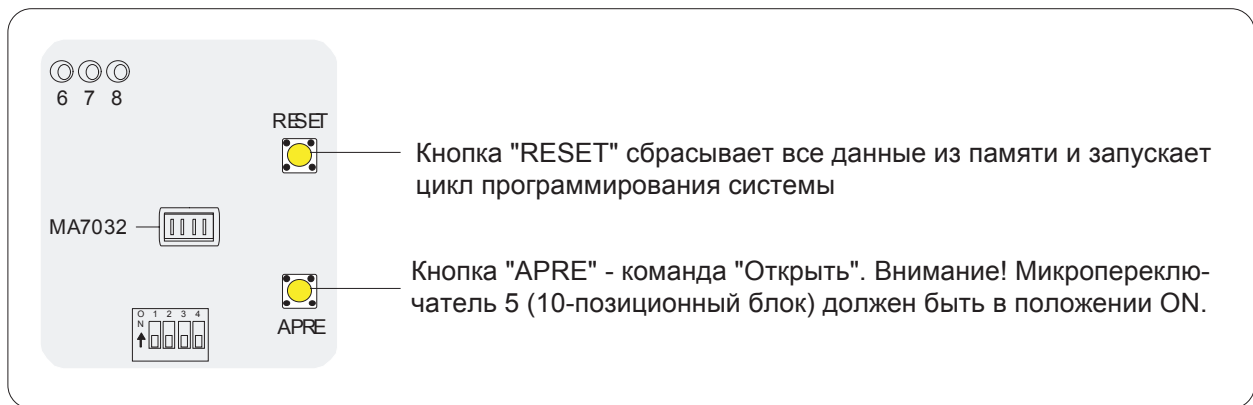 6 7 8
RESET
Кнопка "RESET" сбрасывает все данные из памяти и запускает
цикл программирования системы
MA7032
Кнопка "APRE" - команда "Открыть". Внимание! Микропереклю-
чатель 5 (10-позиционный блок) должен быть в положении ON.
APRE
O 1 2 3 4
N